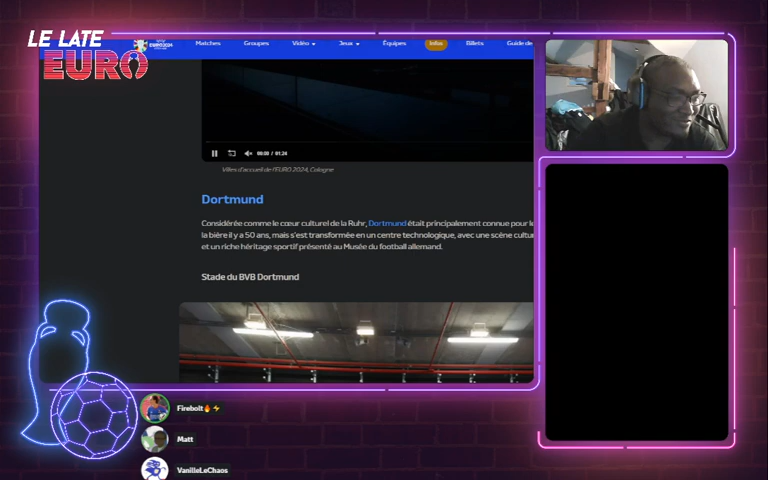 LE LATE
EURO
EURO2024
Matches
Groupes
Vidéo
Jeux
Équipes
Infos
Billets
Guide de
00:00 / 01:24
Villes d'accueil de l'EURO 2024, Cologne
Dortmund
Considérée comme le cœur culturel de la Ruhr, Dortmund était principalement connue pour l
la bière il y a 50 ans, mais s'est transformée en un centre technologique, avec une scène cultur
et un riche héritage sportif présenté au Musée du football allemand.
Stade du BVB Dortmund
Firebolt🔥⚡
Matt
VanilleLeChaos